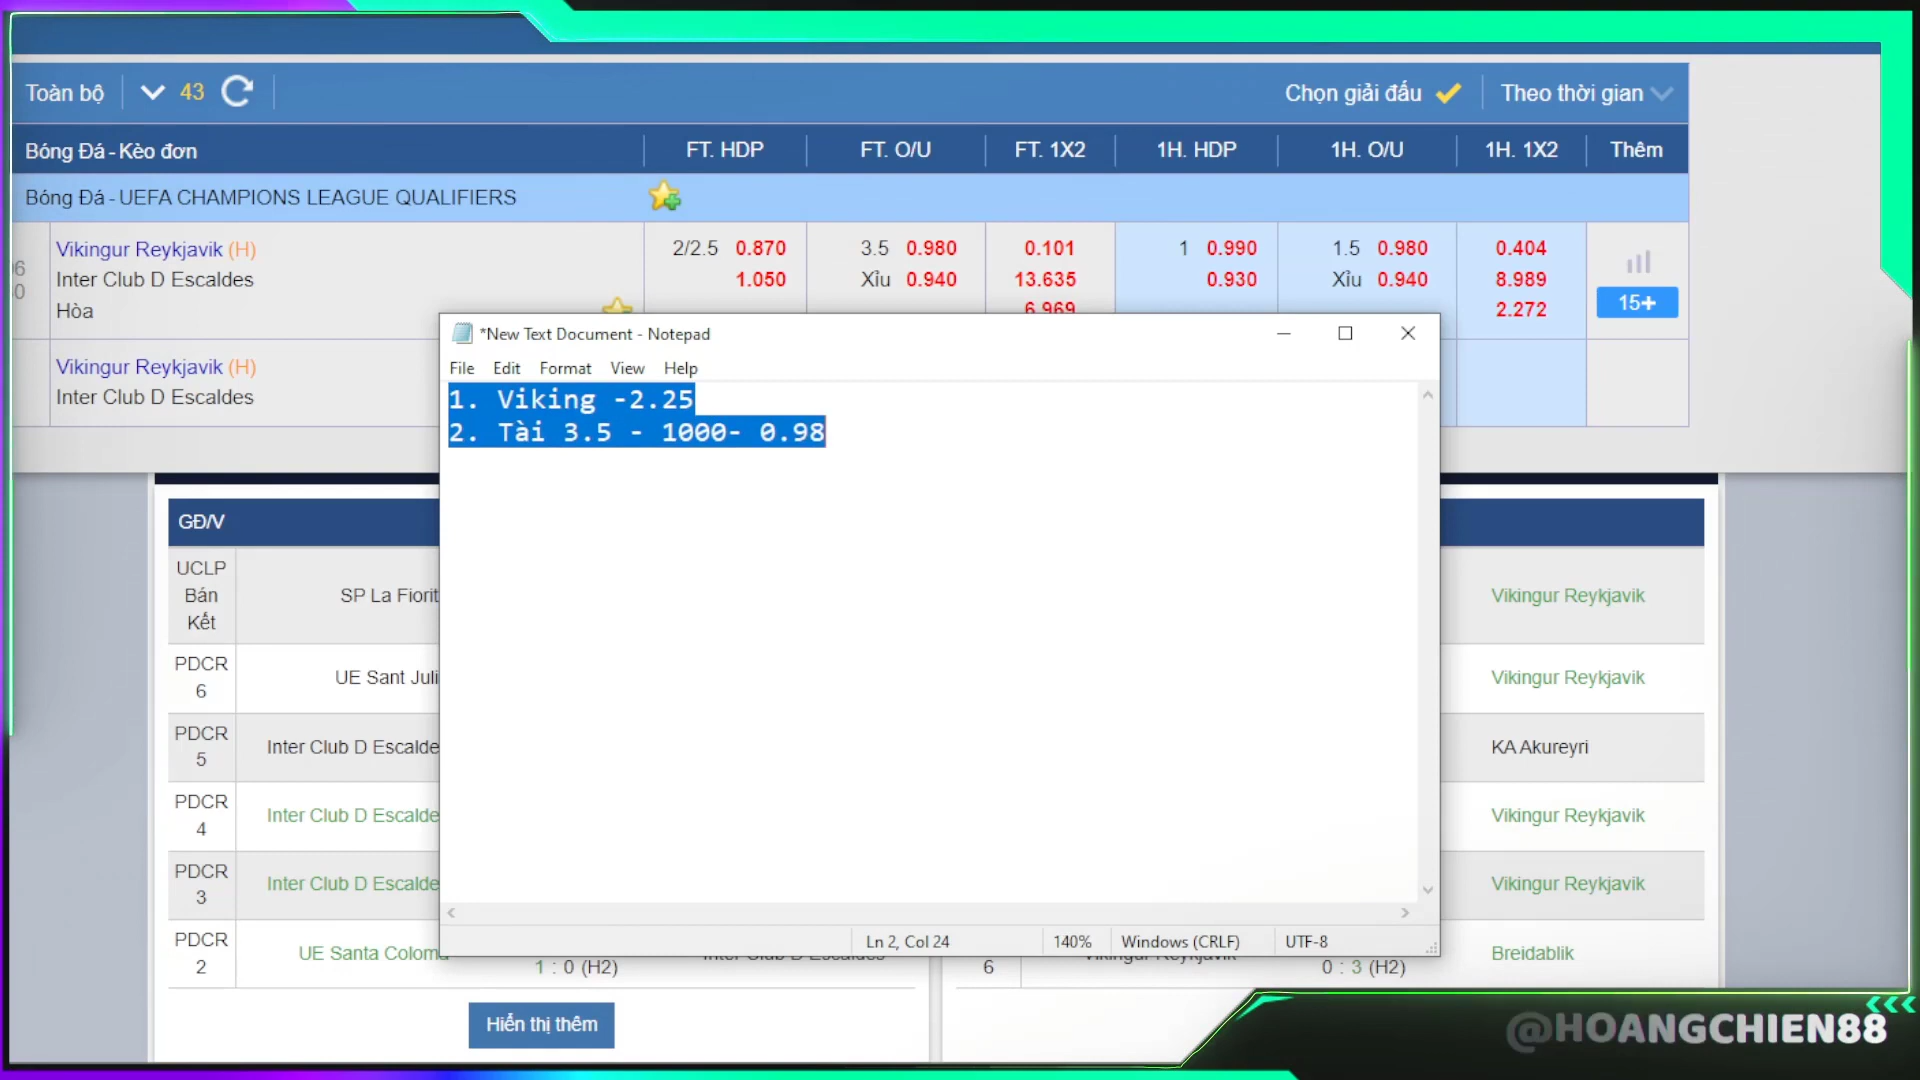 Toàn bộ 43 Chọn giải đấu Theo thời gian
Bóng Đá - Kèo đơn FT. HDP FT. O/U FT. 1X2 1H. HDP 1H. O/U 1H. 1X2 Thêm
Bóng Đá - UEFA CHAMPIONS LEAGUE QUALIFIERS
Vikingur Reykjavik (H) 2/2.5 0.870 3.5 0.980 0.101 1 0.990 1.5 0.980 0.404
Inter Club D Escaldes 1.050 Xỉu 0.940 13.635 0.930 Xỉu 0.940 8.989
Hòa 6.969 2.272 15+
Vikingur Reykjavik (H)
Inter Club D Escaldes
*New Text Document - Notepad
File Edit Format View Help
1. Viking -2.25
2. Tài 3.5 - 1000- 0.98
Ln 2, Col 24 140% Windows (CRLF) UTF-8
GĐ/V
UCLP
Bán
Kết
SP La Fiorit
Vikingur Reykjavik
PDCR
6
UE Sant Juli
Vikingur Reykjavik
PDCR
5
Inter Club D Escalde
KA Akureyri
PDCR
4
Inter Club D Escalde
Vikingur Reykjavik
PDCR
3
Inter Club D Escalde
Vikingur Reykjavik
PDCR
2
UE Santa Coloma
1 : 0 (H2)
Inter Club D Escaldes
6
Vikingur Reykjavik
0 : 3 (H2)
Breidablik
Hiển thị thêm
@HOANGCHIEN88